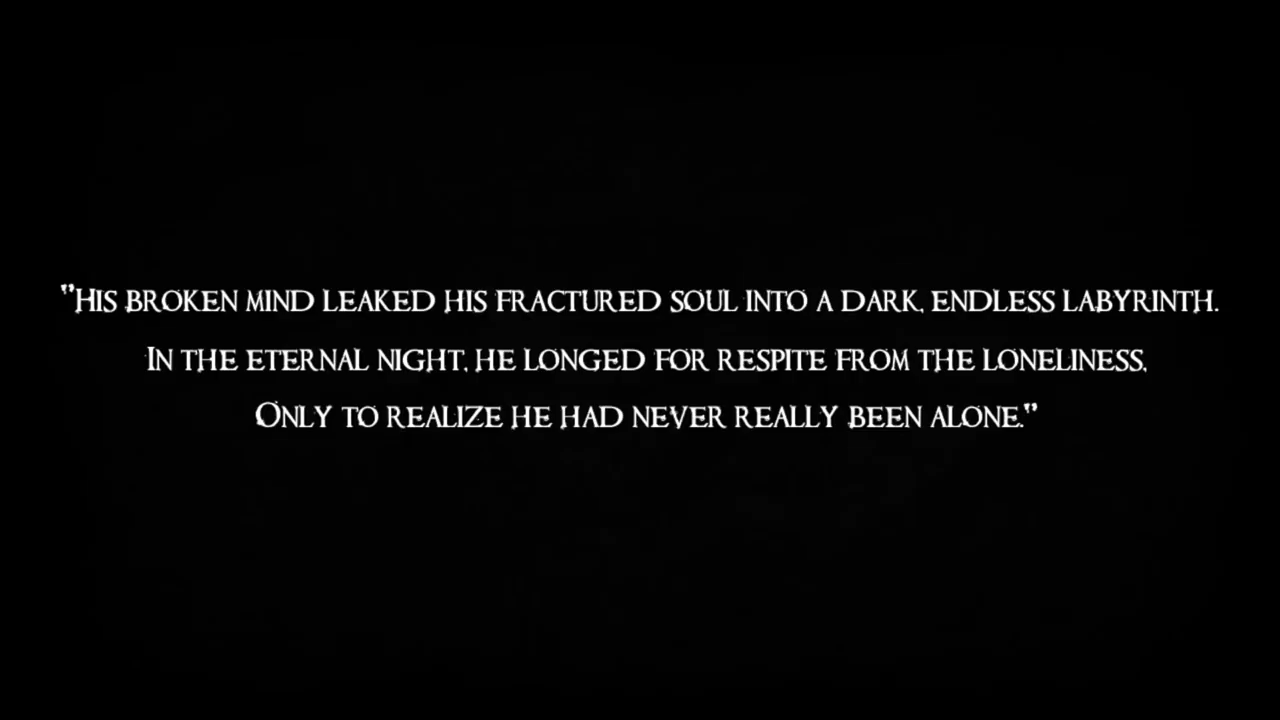 "His broken mind leaked his fractured soul into a dark, endless labyrinth.
In the eternal night, he longed for respite from the loneliness,
Only to realize he had never really been alone."